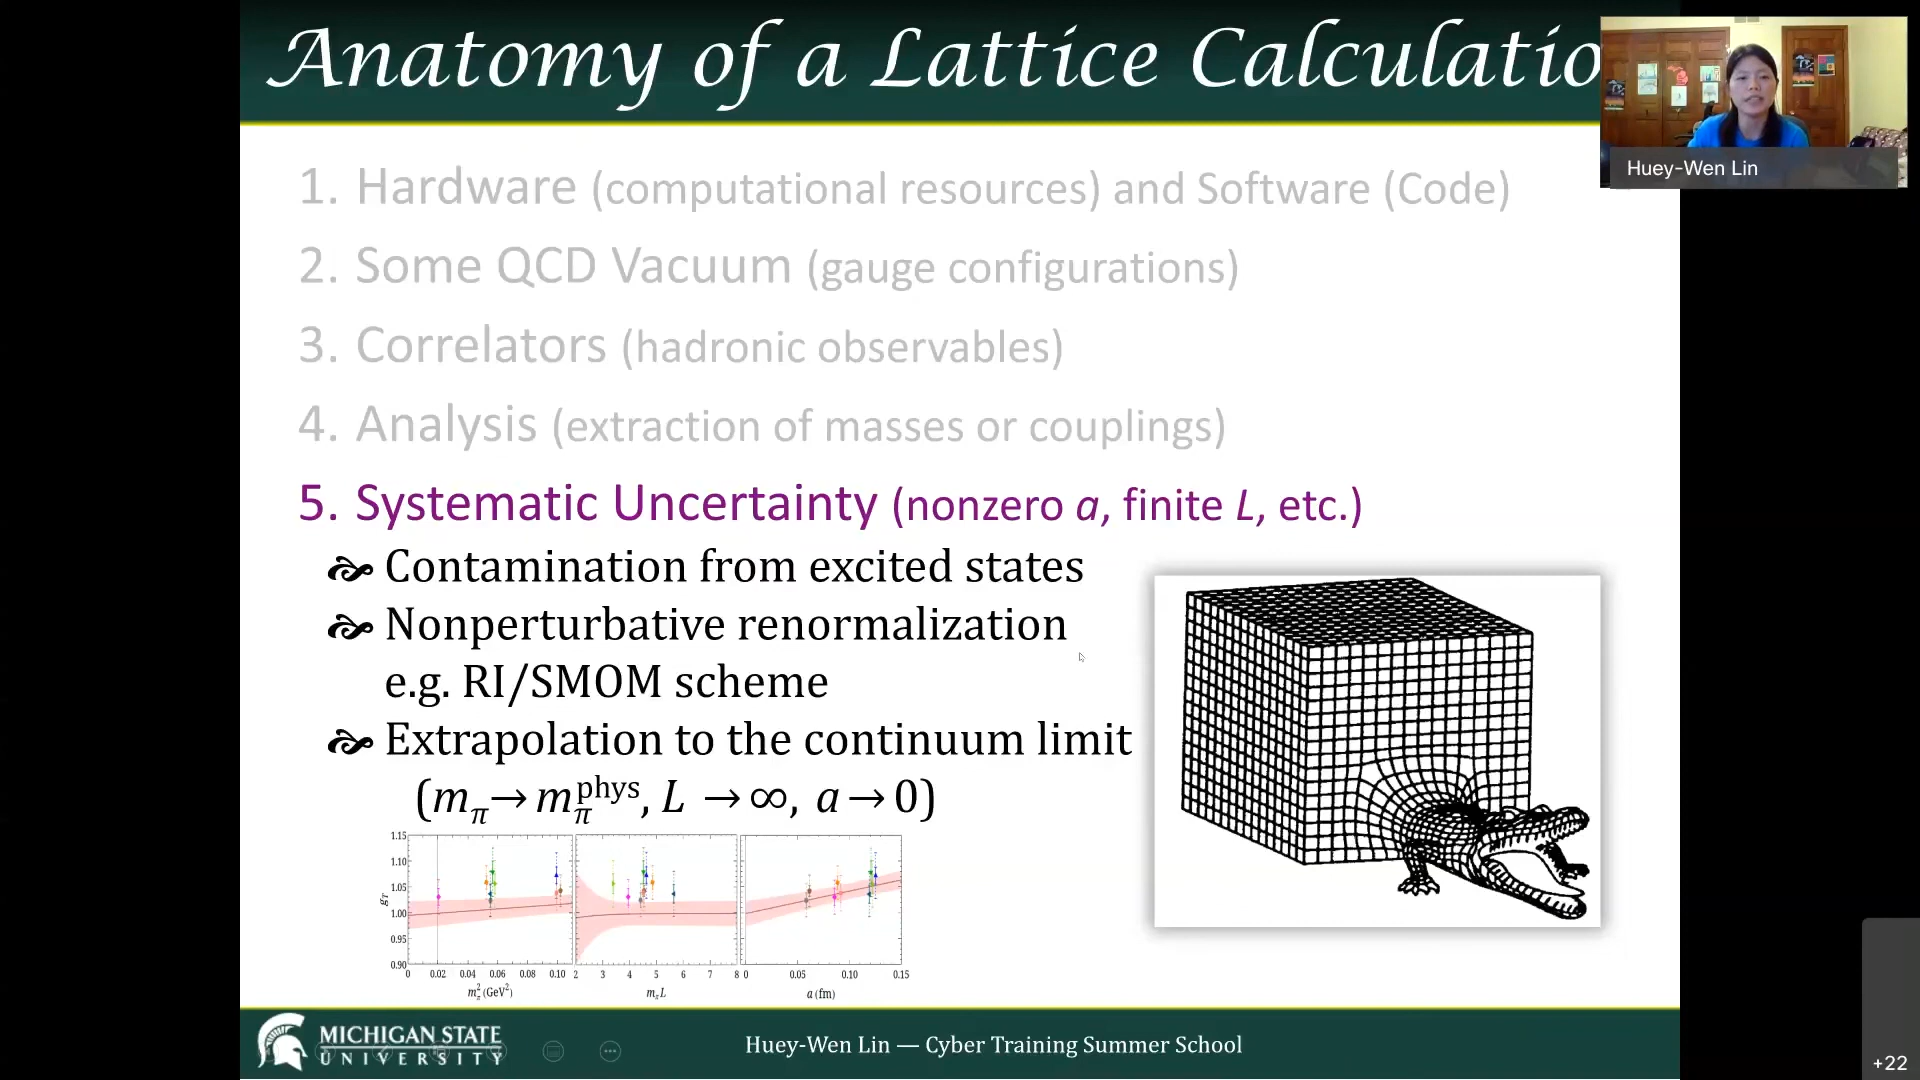 Anatomy of a Lattice Calculatio
Huey-Wen Lin
1. Hardware (computational resources) and Software (Code)
2. Some QCD Vacuum (gauge configurations)
3. Correlators (hadronic observables)
4. Analysis (extraction of masses or couplings)
5. Systematic Uncertainty (nonzero a, finite L, etc.)
Contamination from excited states
Nonperturbative renormalization
e.g. RI/SMOM scheme
Extrapolation to the continuum limit
(mπ→mπ^phys, L →∞, a→0)
1.15
1.10
1.05
1.00
0.95
0.90
gT
0 0.02 0.04 0.06 0.08 0.10 2 3 4 5 6 7 8 0 0.05 0.10 0.15
mπ² (GeV²) mπL a (fm)
MICHIGAN STATE
UNIVERSITY
Huey-Wen Lin — Cyber Training Summer School
+22